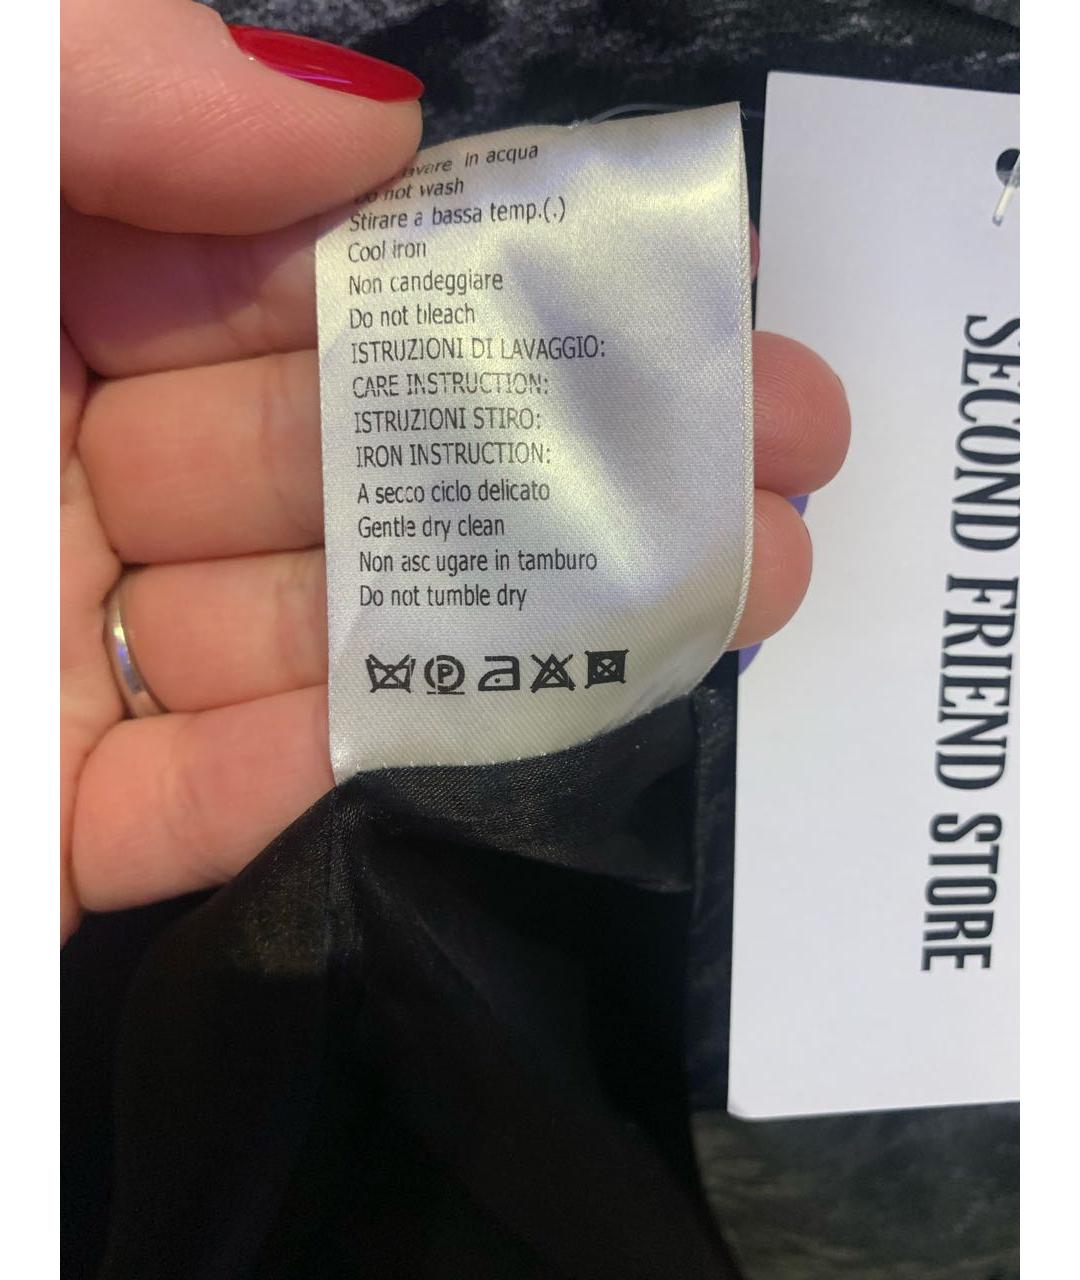 lavare in acqua
Do not wash
Stirare a bassa temp.(.)
Cool iron
Non candeggiare
Do not bleach
ISTRUZIONI DI LAVAGGIO:
CARE INSTRUCTION:
ISTRUZIONI STIRO:
IRON INSTRUCTION:
A secco ciclo delicato
Gentle dry clean
Non asc ugare in tamburo
Do not tumble dry
P
SECOND FRIEND STORE